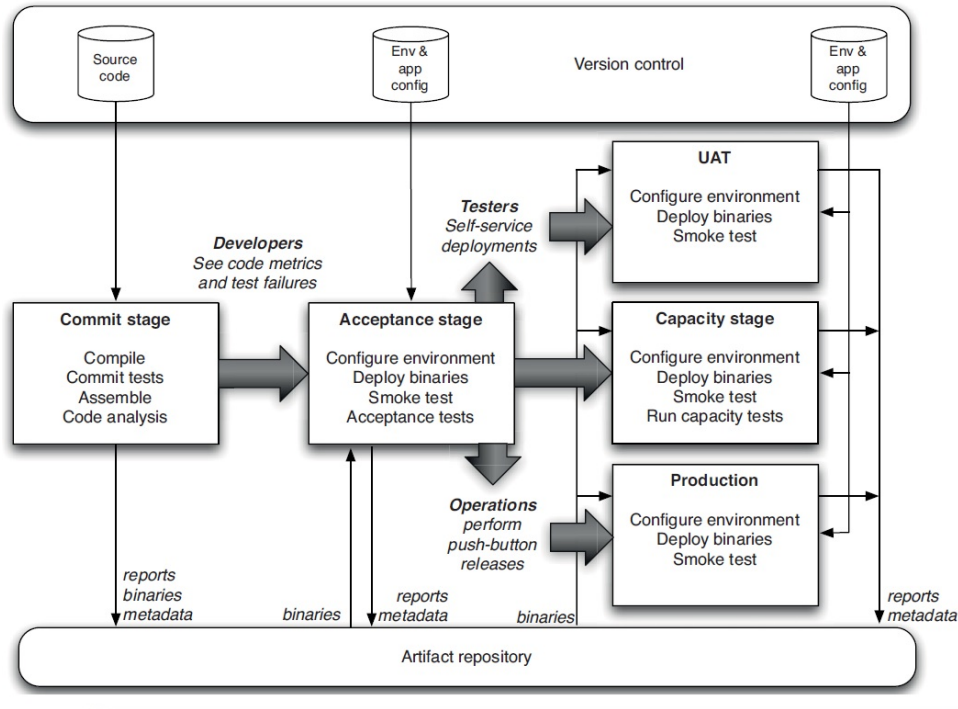 Source
code
Env &
app
config
Version control
Env &
app
config
Developers
See code metrics
and test failures
Testers
Self-service
deployments
UAT
Configure environment
Deploy binaries
Smoke test
Commit stage
Compile
Commit tests
Assemble
Code analysis
Acceptance stage
Configure environment
Deploy binaries
Smoke test
Acceptance tests
Capacity stage
Configure environment
Deploy binaries
Smoke test
Run capacity tests
Operations
perform
push-button
releases
Production
Configure environment
Deploy binaries
Smoke test
reports
binaries
metadata
binaries
reports
metadata
binaries
reports
metadata
Artifact repository